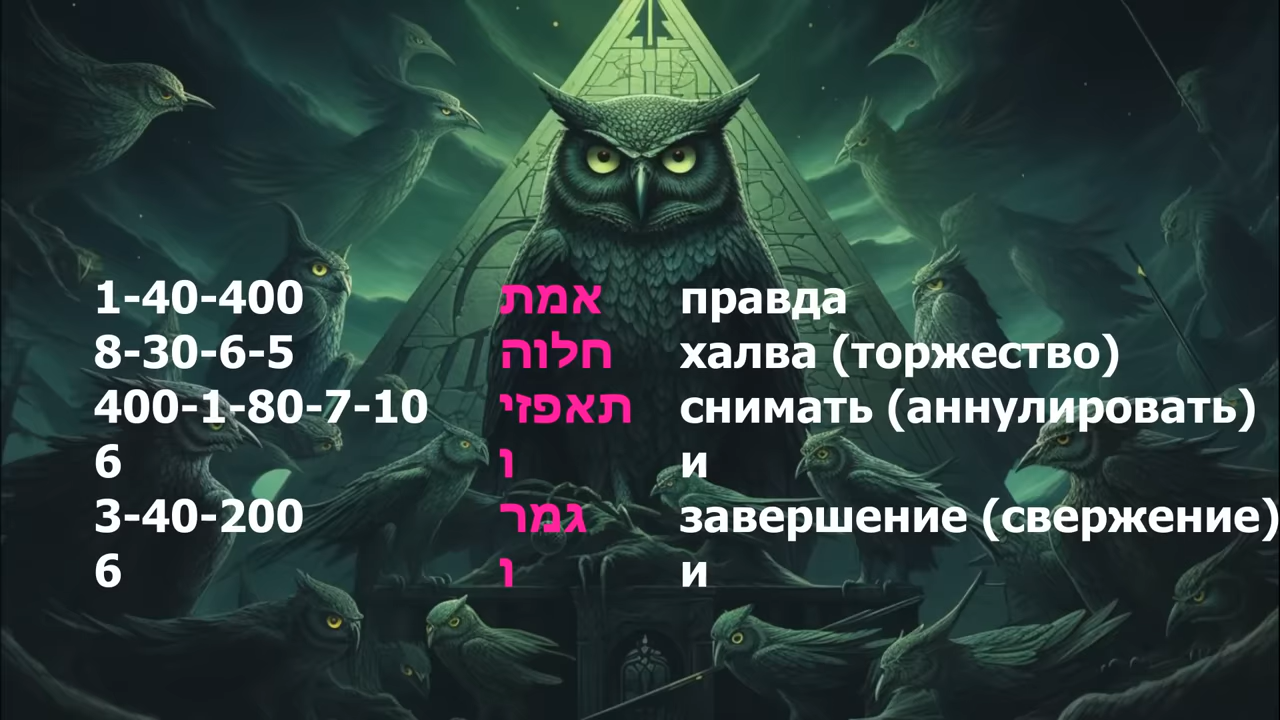 1-40-400 אמת правда
8-30-6-5 חלוה халва (торжество)
400-1-80-7-10 תאפזי снимать (аннулировать)
6 ו и
3-40-200 גמר завершение (свержение)
6 ו и